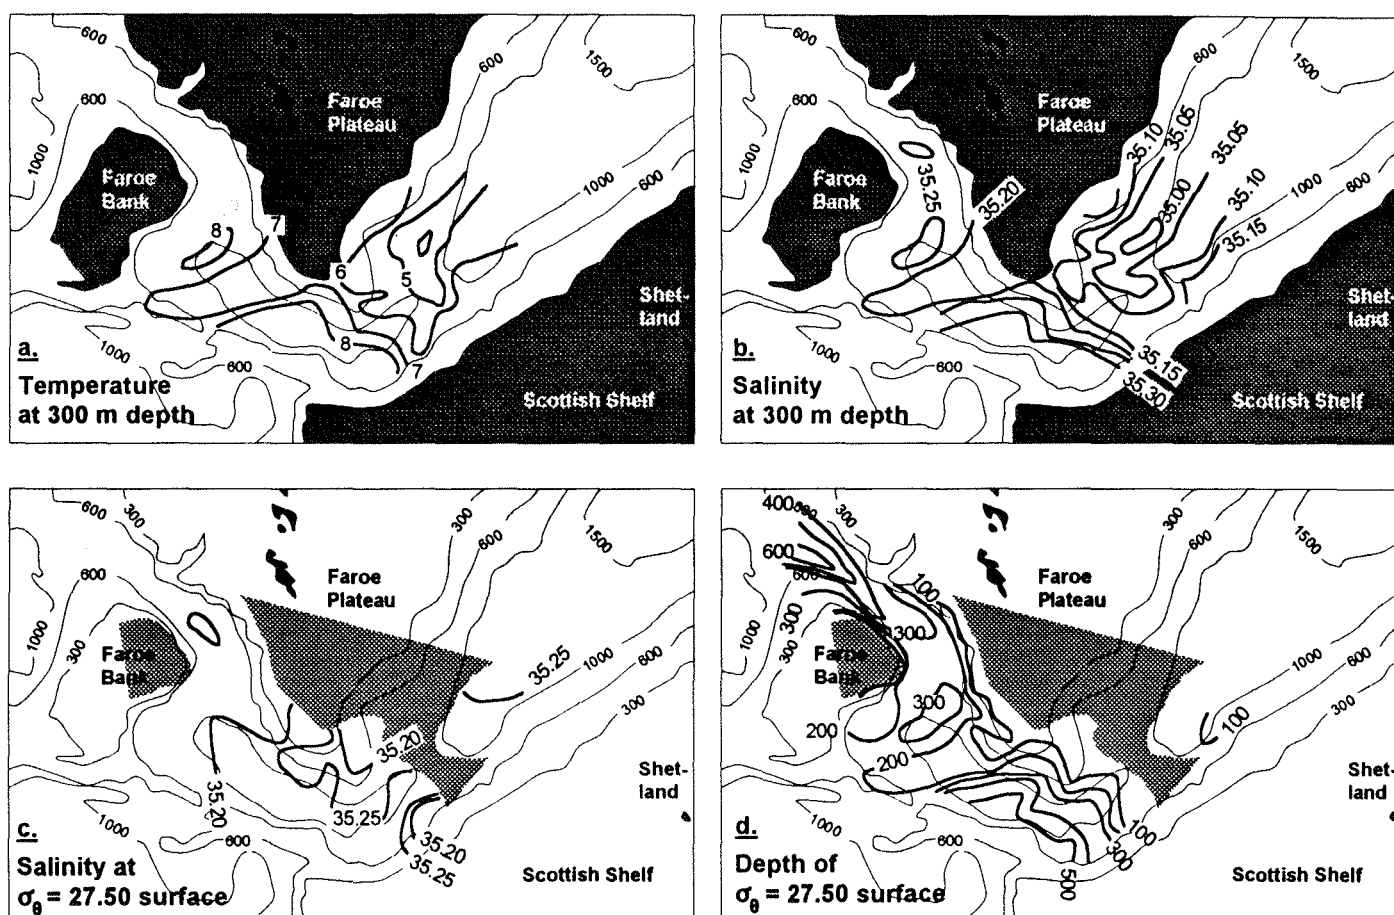 600
600
1500
Faroe
Plateau
600
1000
Faroe
Bank
1000
600
8
7
6
5
Shet-
land
a.
1000
8
7
600
Temperature
at 300 m depth
Scottish Shelf
600
600
1500
Faroe
Plateau
35.10
35.05
35.05
600
1000
Faroe
Bank
35.25
35.20
35.00
35.10
1000
600
35.15
Shet-
land
b.
1000
600
35.15
35.30
Salinity
at 300 m depth
Scottish Shelf
600
300
300
600
1500
600
Faroe
Plateau
1000
300
Faroe
Bank
35.25
1000
600
300
35.20
35.20
35.25
Shet-
land
c.
1000
600
35.20
35.25
Salinity at
σθ = 27.50 surface
Scottish Shelf
400
300
300
600
1500
600
600
Faroe
Plateau
100
1000
300
300
300
Faroe
Bank
1000
600
300
300
200
200
100
Shet-
land
d.
1000
600
100
300
500
Depth of
σθ = 27.50 surface
Scottish Shelf